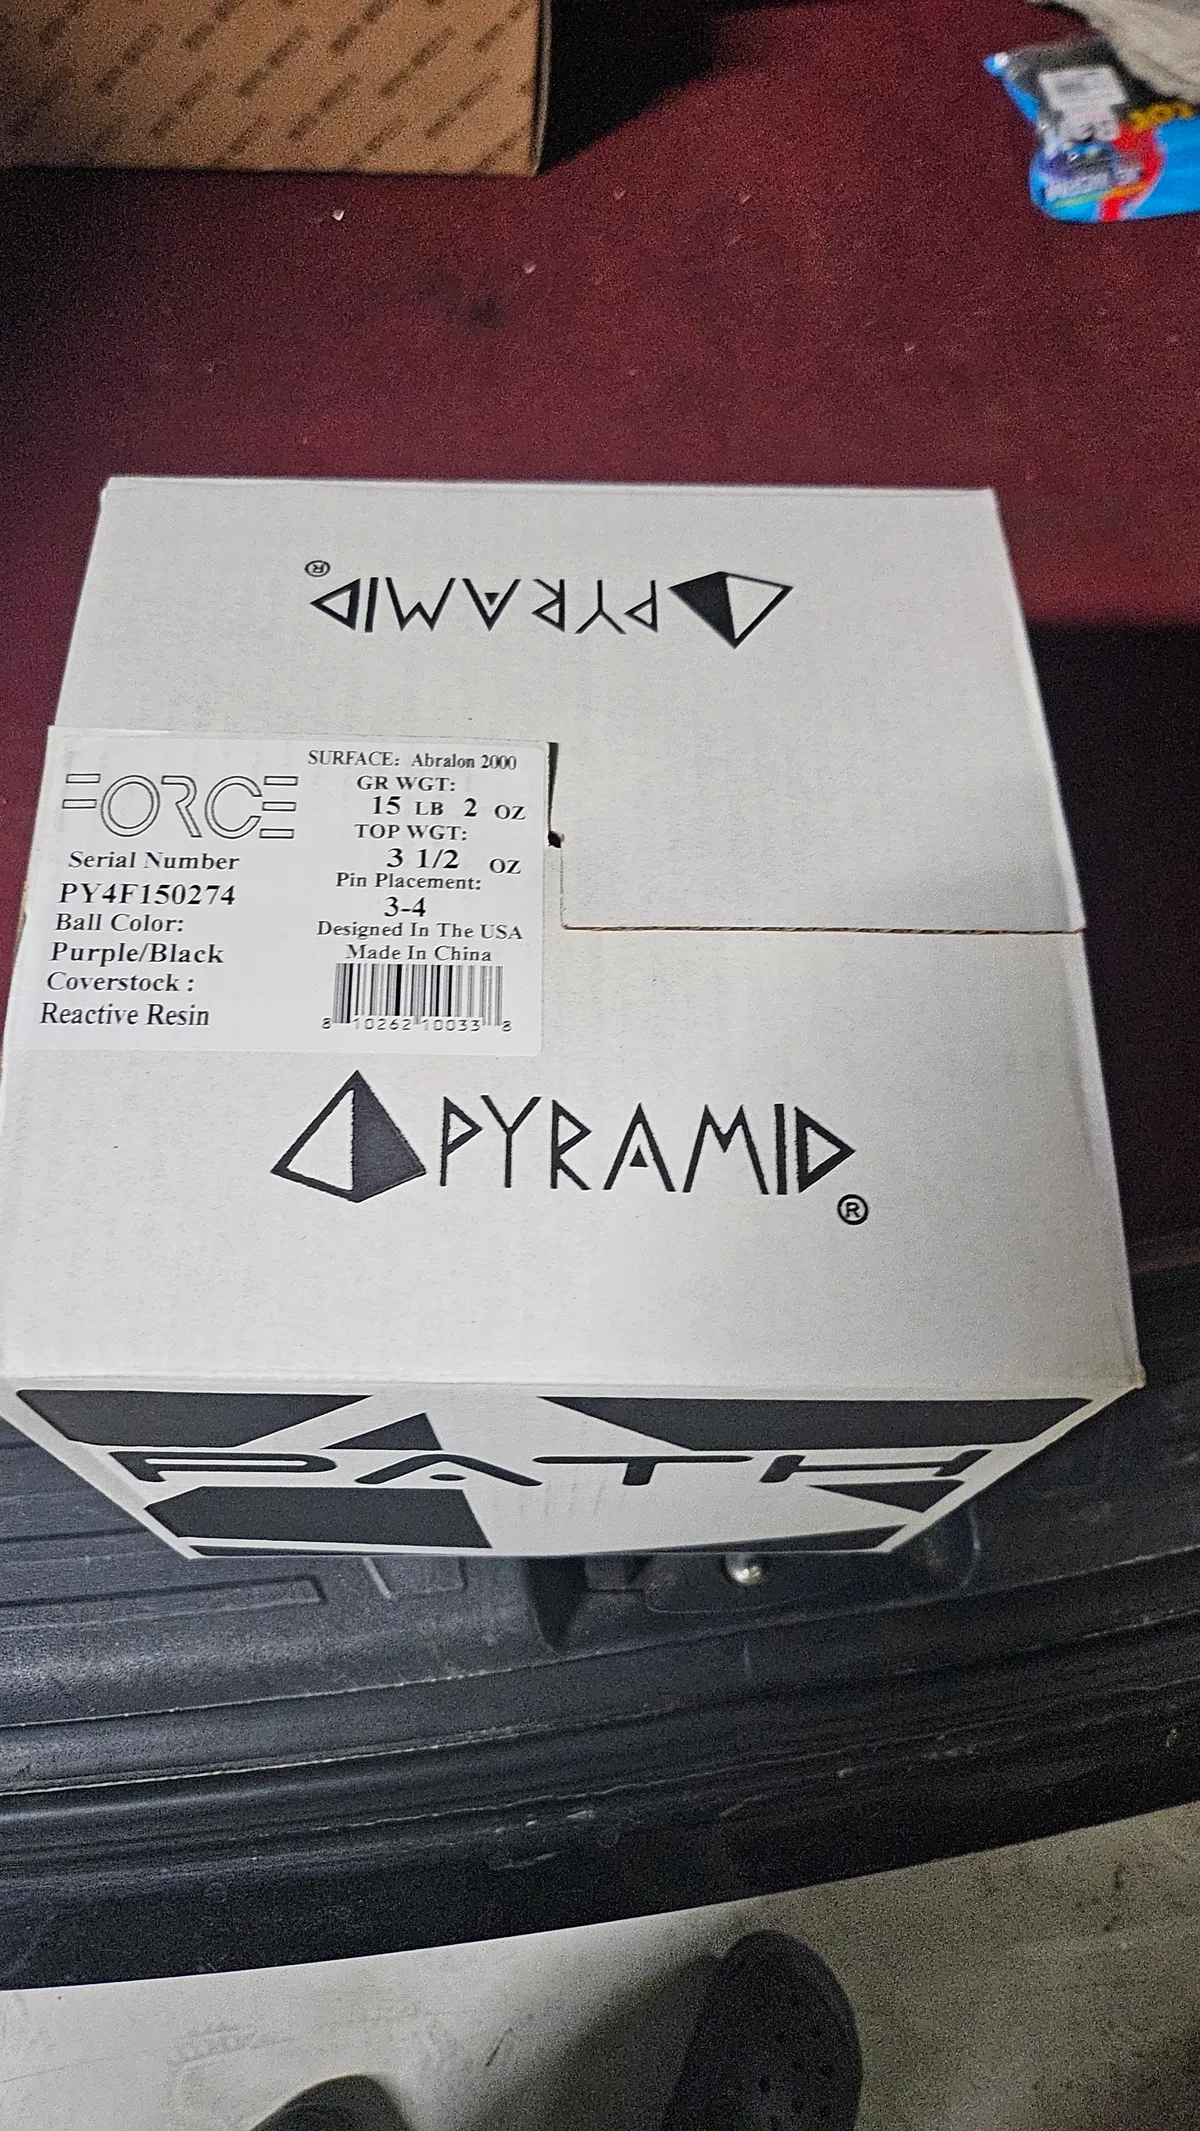 PYRAMID®
FORCE
Serial Number
PY4F150274
Ball Color:
Purple/Black
Coverstock :
Reactive Resin
SURFACE: Abralon 2000
GR WGT:
15 LB 2 OZ
TOP WGT:
3 1/2 OZ
Pin Placement:
3-4
Designed In The USA
Made In China
8 10262 10033 8
PYRAMID®
PATH